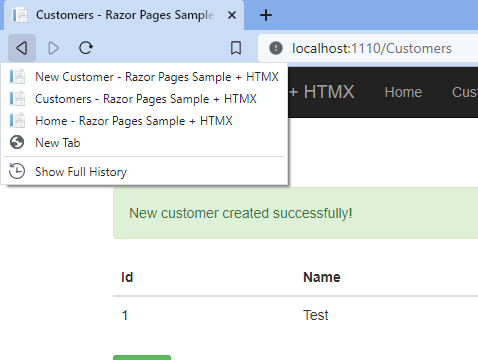 Customers - Razor Pages Sample
localhost:1110/Customers
New Customer - Razor Pages Sample + HTMX
Customers - Razor Pages Sample + HTMX
Home - Razor Pages Sample + HTMX
New Tab
Show Full History
+ HTMX Home Cus
New customer created successfully!
Id Name
1 Test